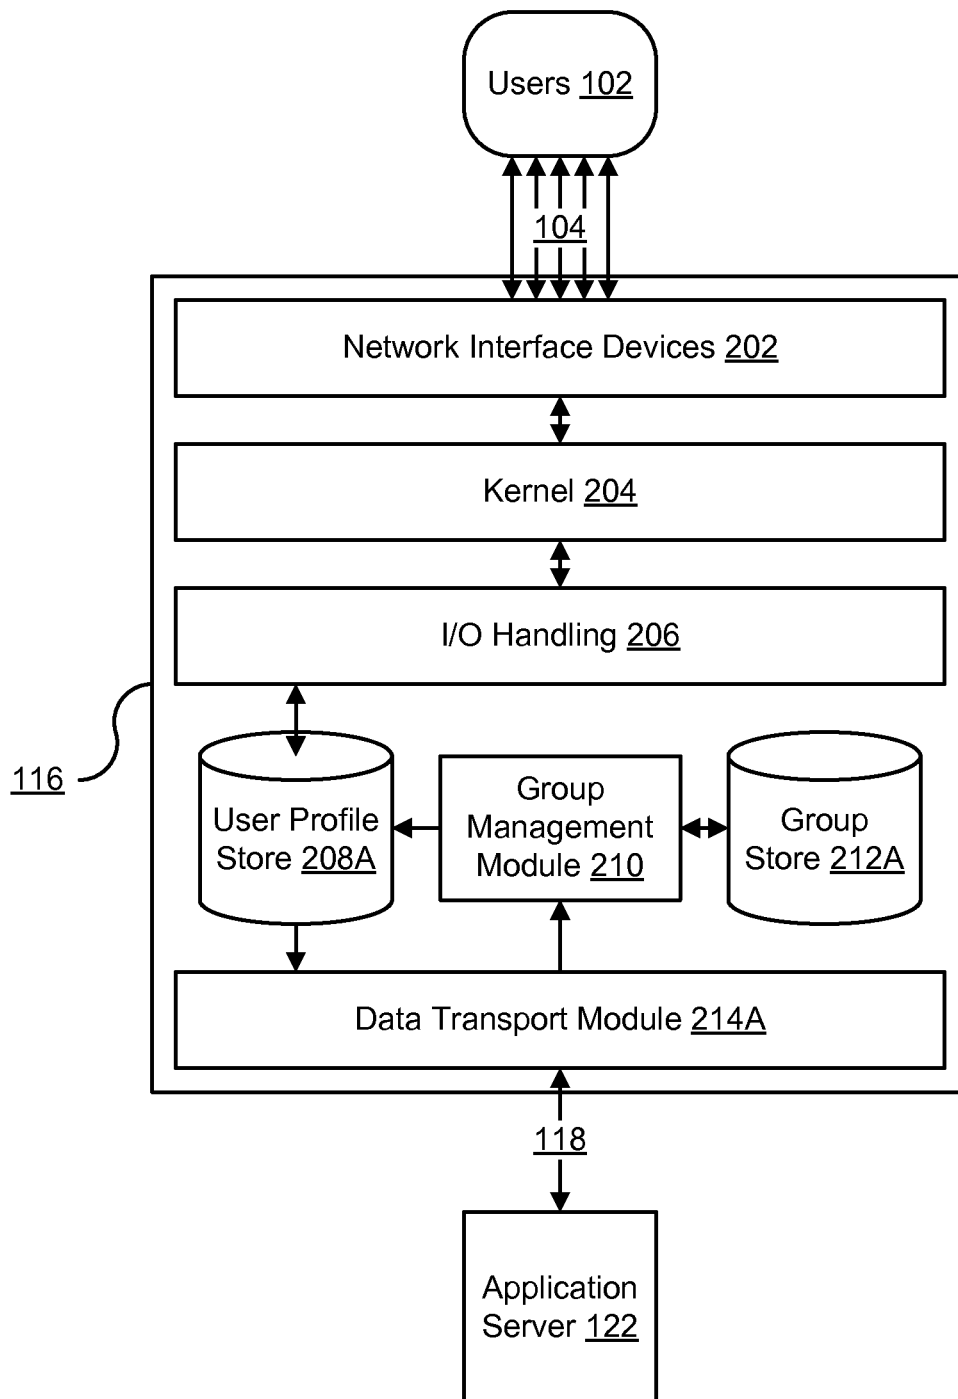 Users 102
104
Network Interface Devices 202
Kernel 204
I/O Handling 206
116
User Profile
Store 208A
Group
Management
Module 210
Group
Store 212A
Data Transport Module 214A
118
Application
Server 122